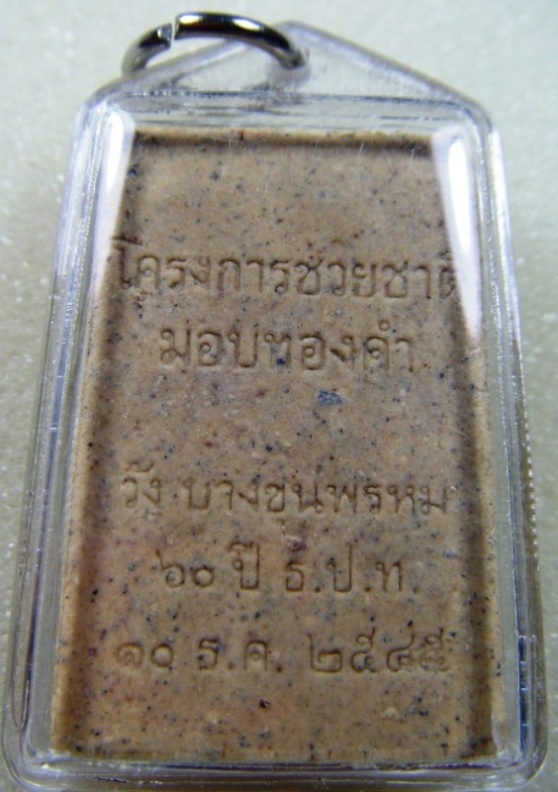 โครงการช่วยชาติ
มอบทองคำ
วัง บางขุนพรหม
๖๐ ปี ธ.ป.ท.
๑๐ ธ.ค. ๒๕๔๕